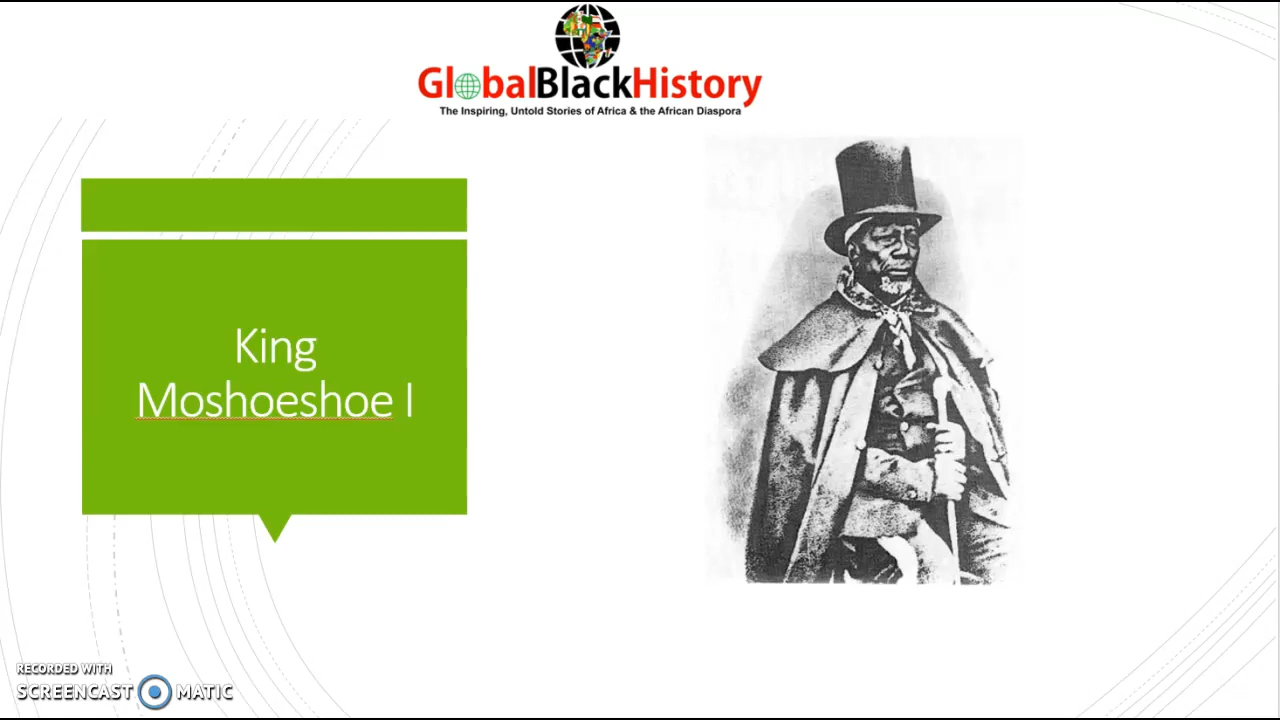 GlobalBlackHistory
The Inspiring, Untold Stories of Africa & the African Diaspora
King
Moshoeshoe I
RECORDED WITH
SCREENCAST MATIC